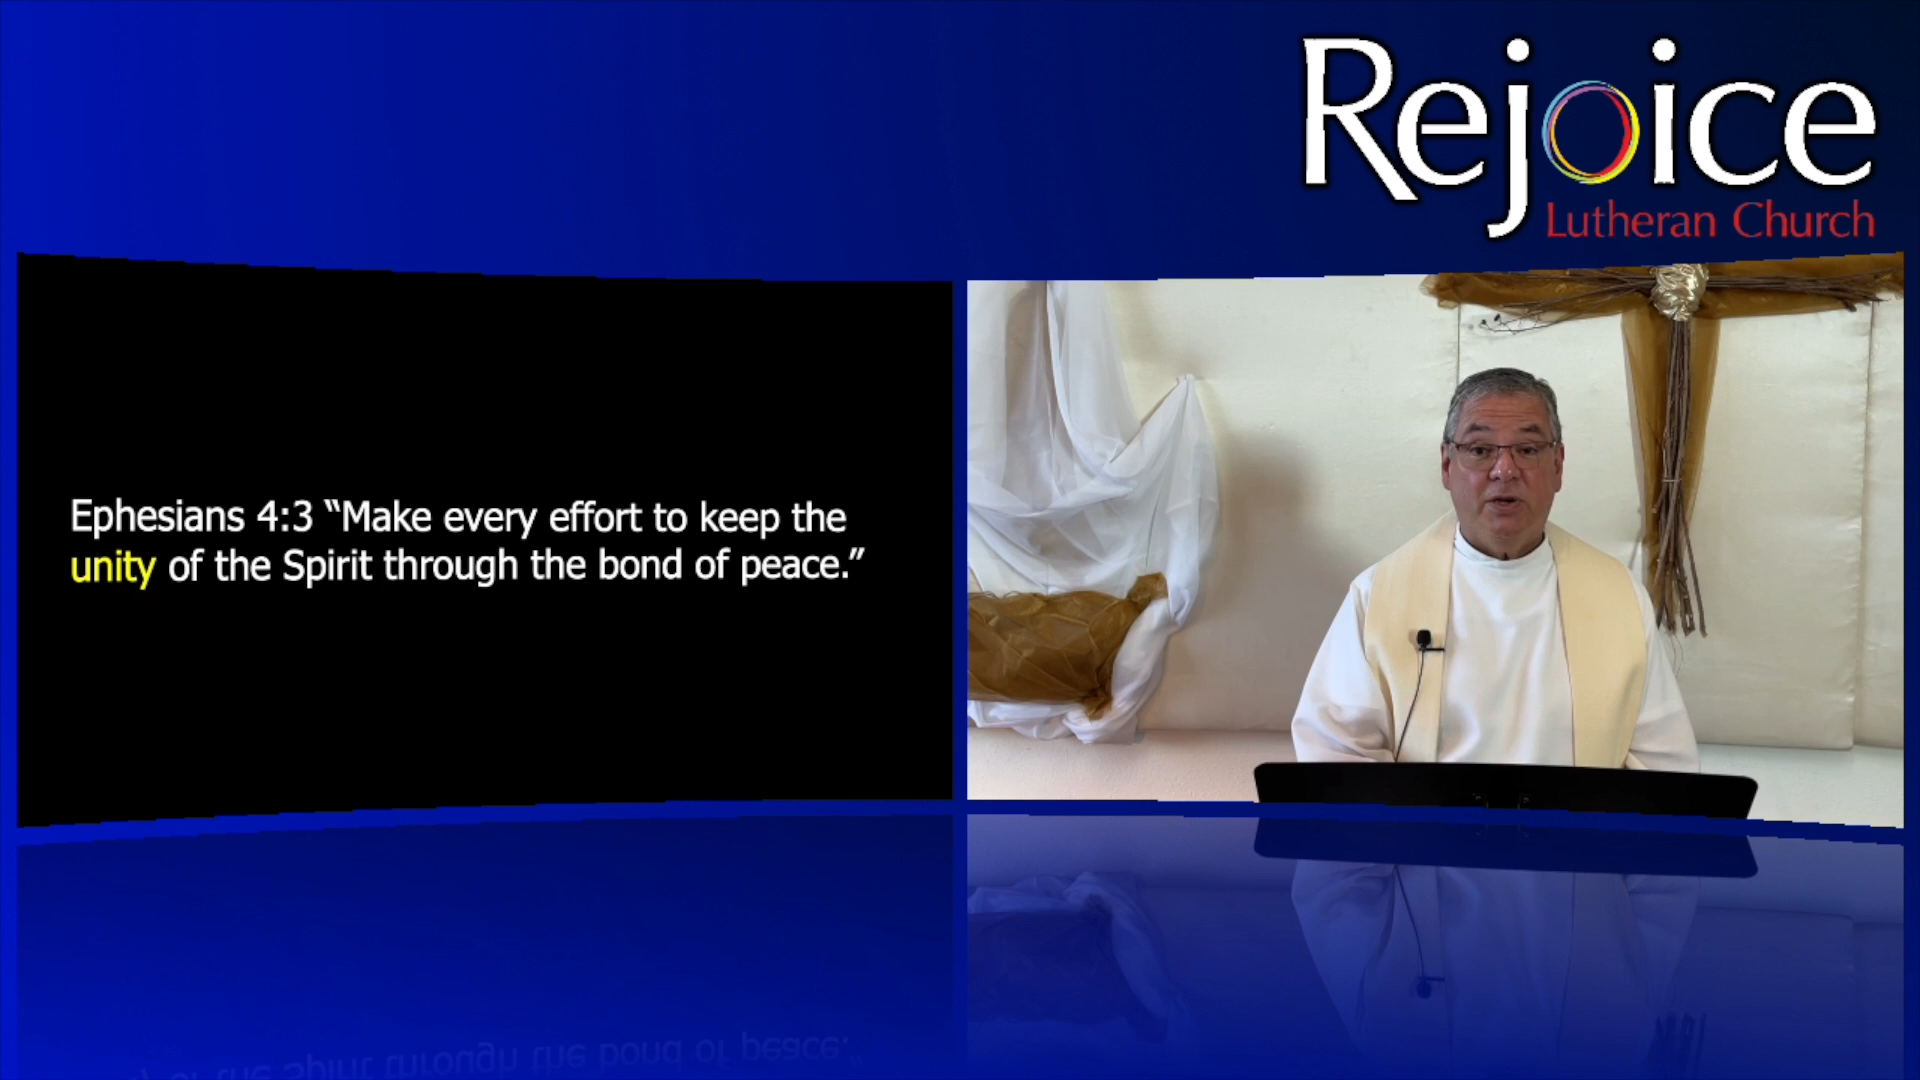 Rejoice
Lutheran Church
Ephesians 4:3 “Make every effort to keep the
unity of the Spirit through the bond of peace.”